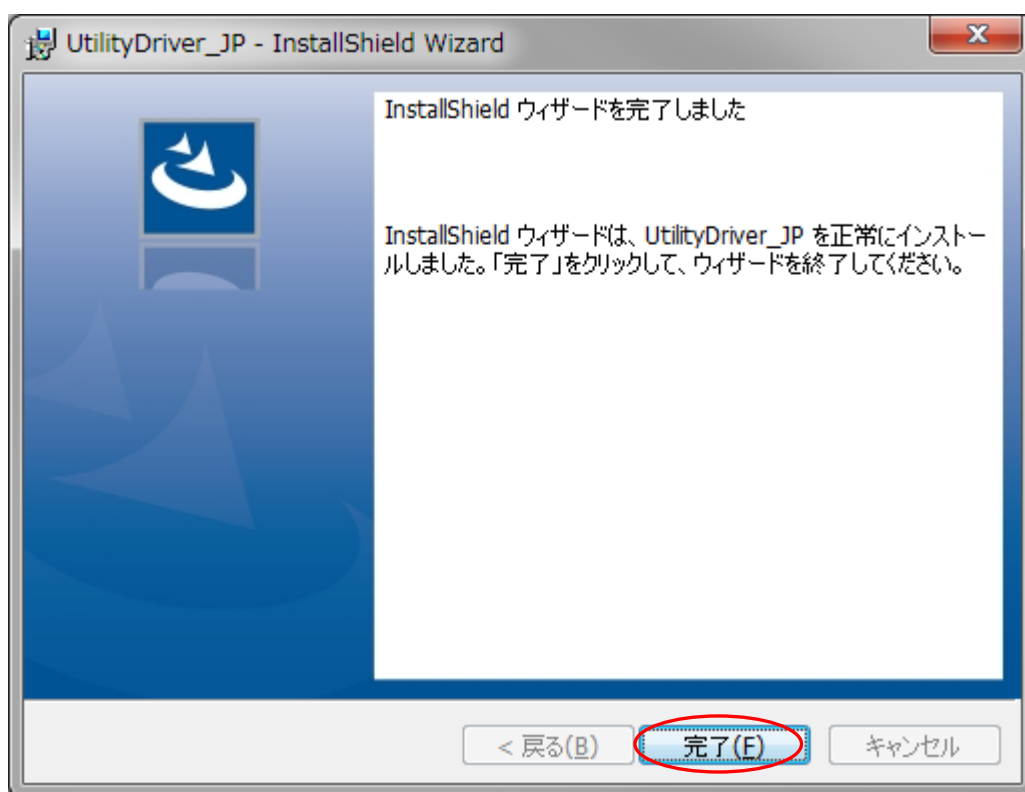 UtilityDriver_JP - InstallShield Wizard
InstallShield ウィザードを完了しました
InstallShield ウィザードは、UtilityDriver_JP を正常にインストー
ルしました。「完了」をクリックして、ウィザードを終了してください。
< 戻る(B)
完了(F)
キャンセル